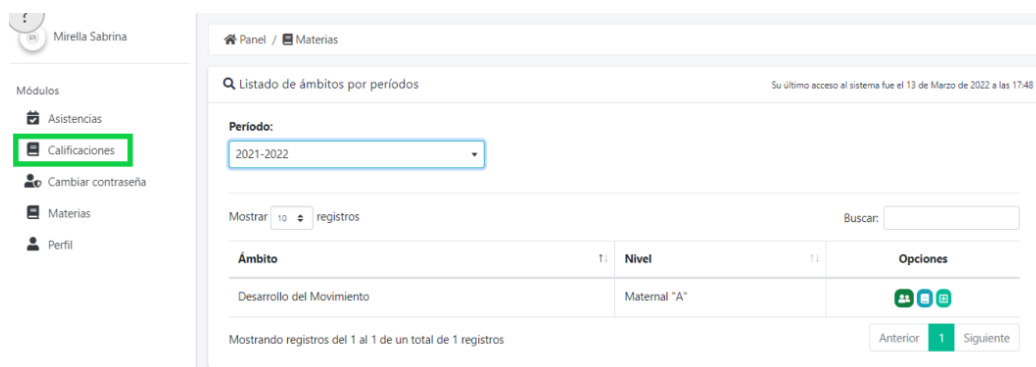 ?
Mirella Sabrina
Módulos
Asistencias
Calificaciones
Cambiar contraseña
Materias
Perfil
Panel / Materias
Listado de ámbitos por períodos
Su último acceso al sistema fue el 13 de Marzo de 2022 a las 17:48
Período:
2021-2022
Mostrar 10 registros
Buscar:
Ámbito Nivel Opciones
Desarrollo del Movimiento Maternal "A"
Mostrando registros del 1 al 1 de un total de 1 registros
Anterior 1 Siguiente